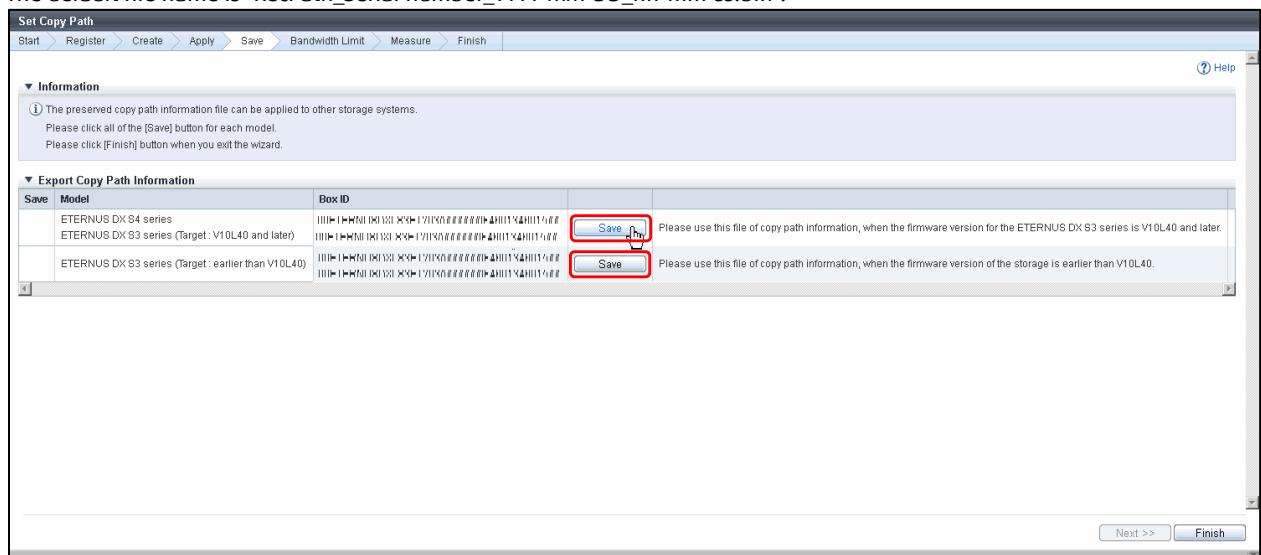 Set Copy Path
Start Register Create Apply Save Bandwidth Limit Measure Finish
Help
Information
The preserved copy path information file can be applied to other storage systems.
Please click all of the [Save] button for each model.
Please click [Finish] button when you exit the wizard.
Export Copy Path Information
Save Model Box ID
ETERNUS DX S4 series
ETERNUS DX S3 series (Target : V10L40 and later)
Save Please use this file of copy path information, when the firmware version for the ETERNUS DX S3 series is V10L40 and later.
ETERNUS DX S3 series (Target : earlier than V10L40)
Save Please use this file of copy path information, when the firmware version of the storage is earlier than V10L40.
Next >> Finish